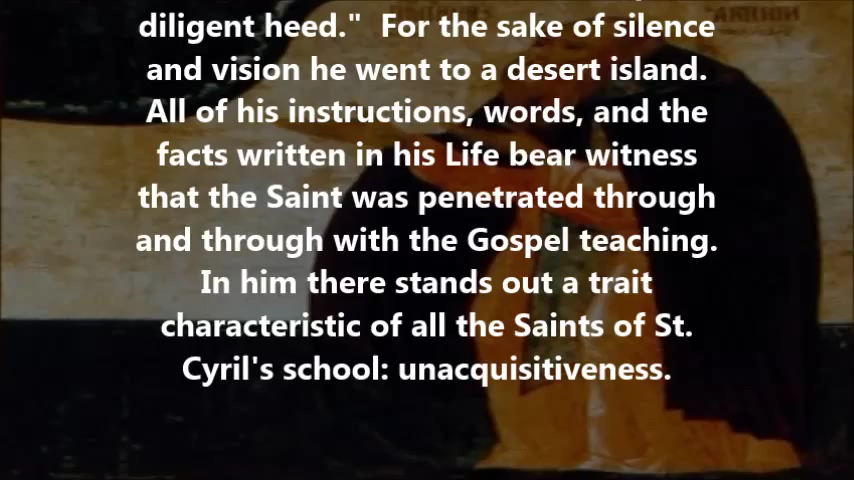 diligent heed." For the sake of silence
and vision he went to a desert island.
All of his instructions, words, and the
facts written in his Life bear witness
that the Saint was penetrated through
and through with the Gospel teaching.
In him there stands out a trait
characteristic of all the Saints of St.
Cyril's school: unacquisitiveness.